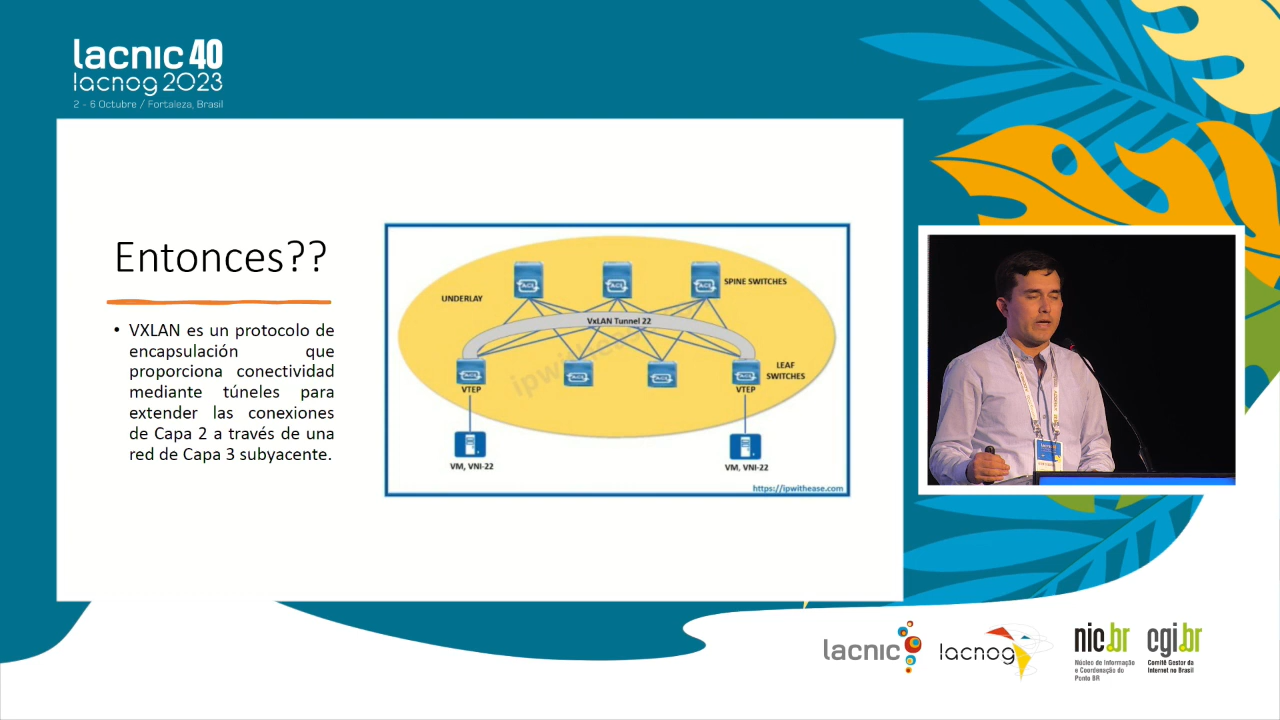 lacnic 40
lacnog 2023
2 - 6 Octubre / Fortaleza, Brasil
Entonces??
• VXLAN es un protocolo de
encapsulación que
proporciona conectividad
mediante túneles para
extender las conexiones
de Capa 2 a través de una
red de Capa 3 subyacente.
UNDERLAY
SPINE SWITCHES
VxLAN Tunnel 22
ipwithease
LEAF
SWITCHES
VTEP
VTEP
VM, VNI-22
VM, VNI-22
https://ipwithease.com
lacnic
lacnog
nic.br
Núcleo de Informação
e Coordenação do
Ponto BR
cgi.br
Comitê Gestor da
Internet no Brasil